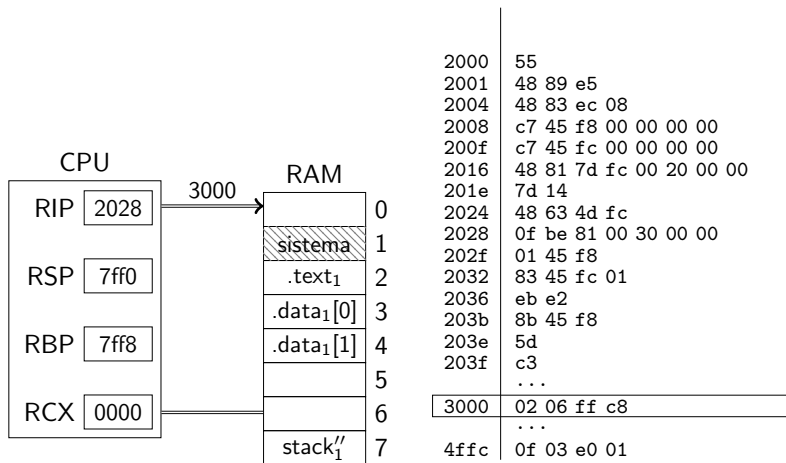 CPU
RIP 2028
RSP 7ff0
RBP 7ff8
RCX 0000
3000
RAM
0
sistema 1
.text₁ 2
.data₁[0] 3
.data₁[1] 4
5
6
stack″₁ 7
2000 55
2001 48 89 e5
2004 48 83 ec 08
2008 c7 45 f8 00 00 00 00
200f c7 45 fc 00 00 00 00
2016 48 81 7d fc 00 20 00 00
201e 7d 14
2024 48 63 4d fc
2028 0f be 81 00 30 00 00
202f 01 45 f8
2032 83 45 fc 01
2036 eb e2
203b 8b 45 f8
203e 5d
203f c3
...
3000 02 06 ff c8
...
4ffc 0f 03 e0 01